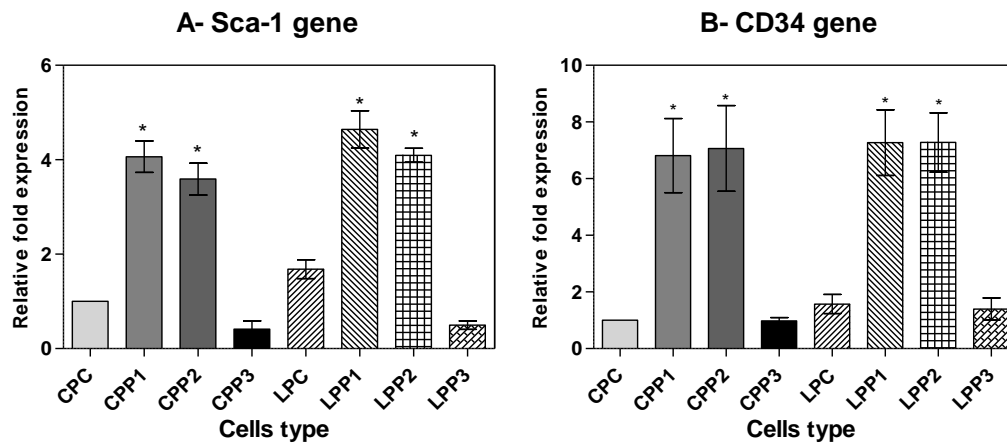 A- Sca-1 gene
Relative fold expression
6
4
2
0
* * * *
CPC CPP1 CPP2 CPP3 LPC LPP1 LPP2 LPP3
Cells type
B- CD34 gene
Relative fold expression
10
8
6
4
2
0
* * * *
CPC CPP1 CPP2 CPP3 LPC LPP1 LPP2 LPP3
Cells type